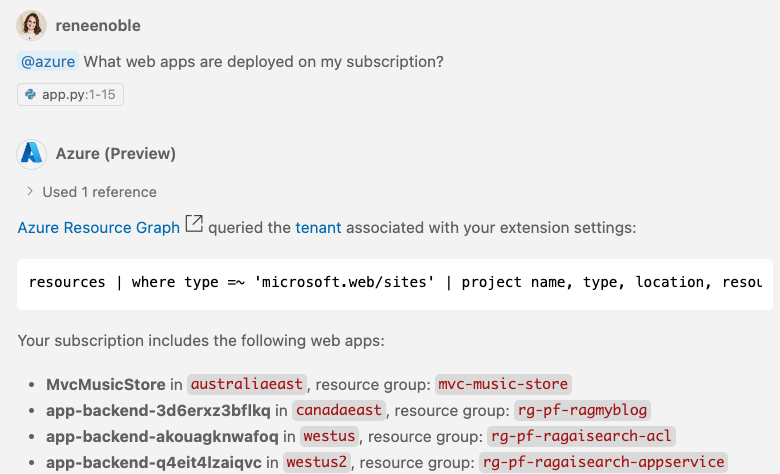 reneenoble
@azure What web apps are deployed on my subscription?
app.py:1-15
Azure (Preview)
Used 1 reference
Azure Resource Graph queried the tenant associated with your extension settings:
resources | where type =~ 'microsoft.web/sites' | project name, type, location, resou
Your subscription includes the following web apps:
• MvcMusicStore in australiaeast, resource group: mvc-music-store
• app-backend-3d6erxz3bflkq in canadaeast, resource group: rg-pf-ragmyblog
• app-backend-akouagknwafoq in westus, resource group: rg-pf-ragaisearch-acl
• app-backend-q4eit4lzaiqvc in westus2, resource group: rg-pf-ragaisearch-appservice